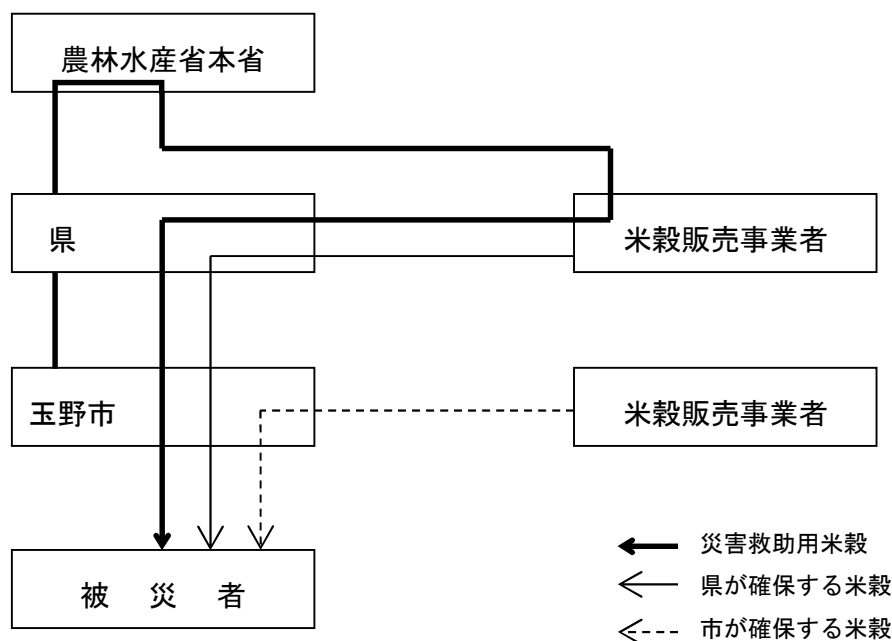 農林水産省本省
県
米穀販売事業者
玉野市
米穀販売事業者
被 災 者
災害救助用米穀
県が確保する米穀
市が確保する米穀